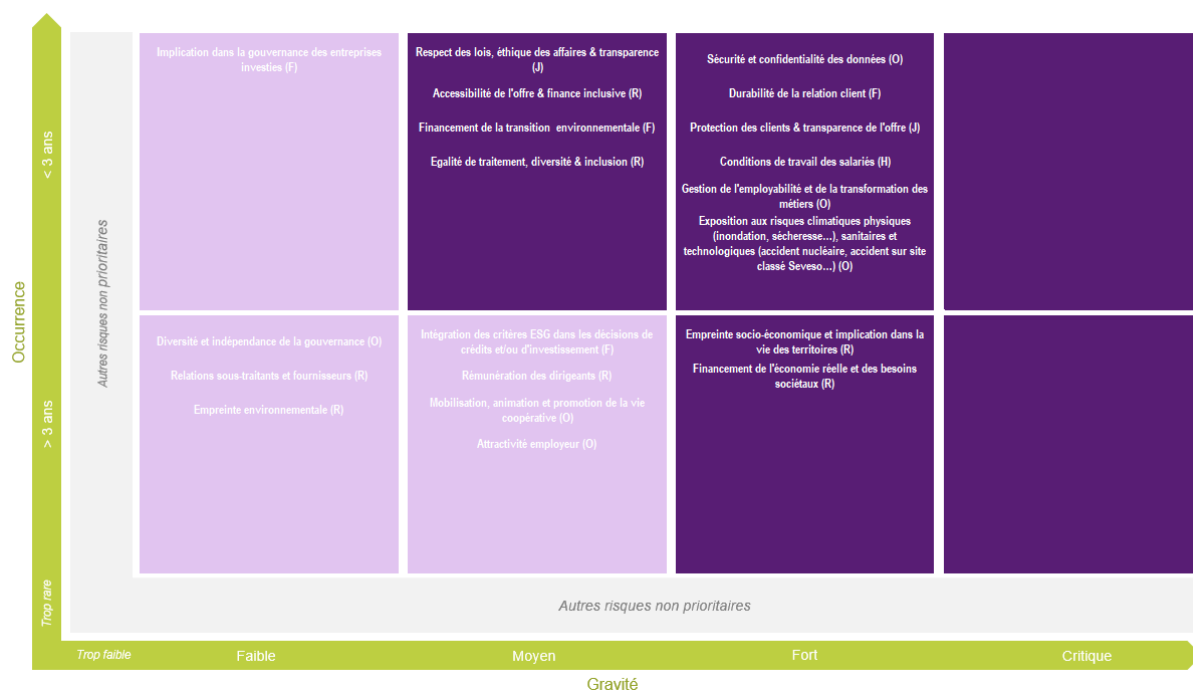 Occurrence
< 3 ans
> 3 ans
Trop rare
Autres risques non prioritaires
Implication dans la gouvernance des entreprises
investies (F)
Respect des lois, éthique des affaires & transparence
(J)
Accessibilité de l'offre & finance inclusive (R)
Financement de la transition environnementale (F)
Egalité de traitement, diversité & inclusion (R)
Sécurité et confidentialité des données (O)
Durabilité de la relation client (F)
Protection des clients & transparence de l'offre (J)
Conditions de travail des salariés (H)
Gestion de l'employabilité et de la transformation des
métiers (O)
Exposition aux risques climatiques physiques
(inondation, sécheresse...), sanitaires et
technologiques (accident nucléaire, accident sur site
classé Seveso...) (O)
Diversité et indépendance de la gouvernance (O)
Relations sous-traitants et fournisseurs (R)
Empreinte environnementale (R)
Intégration des critères ESG dans les décisions de
crédits et/ou d'investissement (F)
Rémunération des dirigeants (R)
Mobilisation, animation et promotion de la vie
coopérative (O)
Attractivité employeur (O)
Empreinte socio-économique et implication dans la
vie des territoires (R)
Financement de l'économie réelle et des besoins
sociétaux (R)
Autres risques non prioritaires
Trop faible
Faible
Moyen
Fort
Critique
Gravité